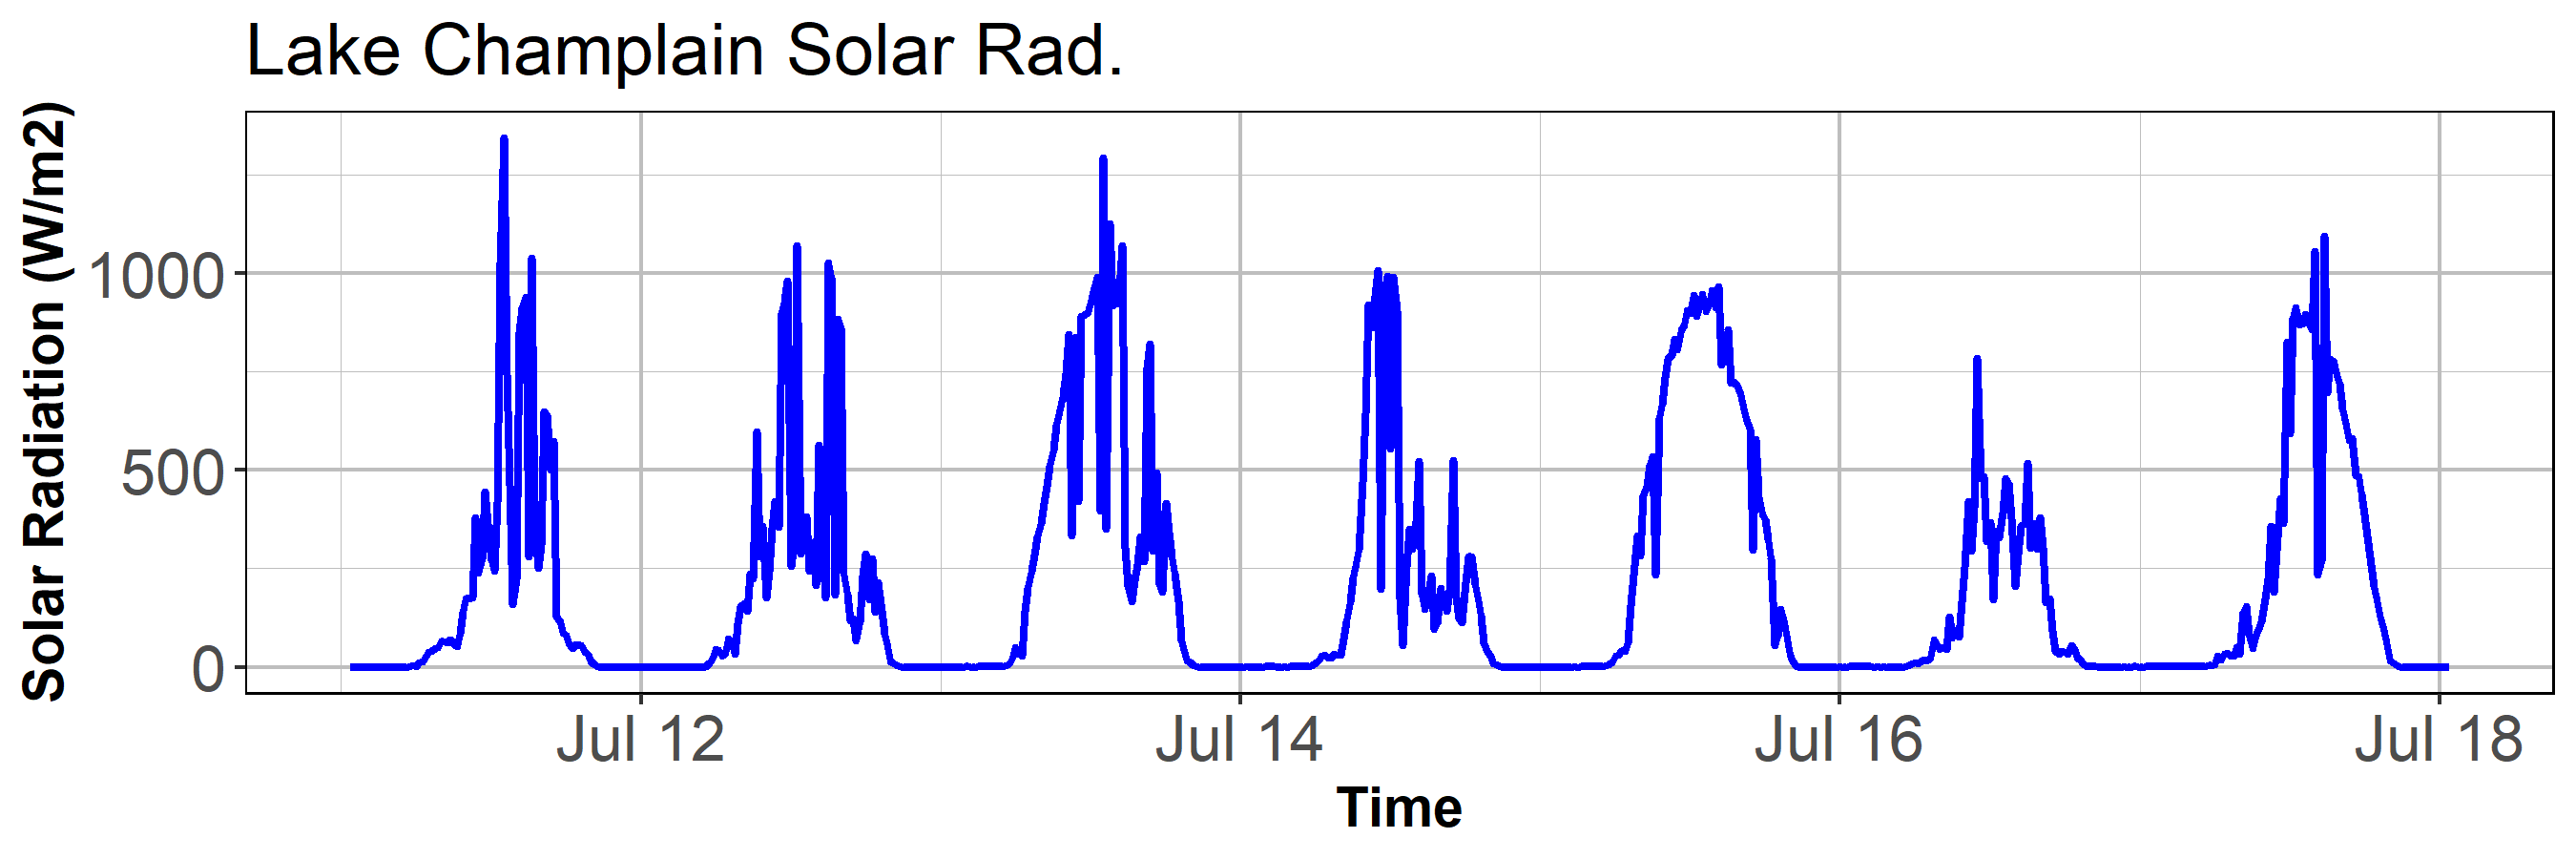 Lake Champlain Solar Rad.
Solar Radiation (W/m2)
1000
500
0
Jul 12
Jul 14
Jul 16
Jul 18
Time